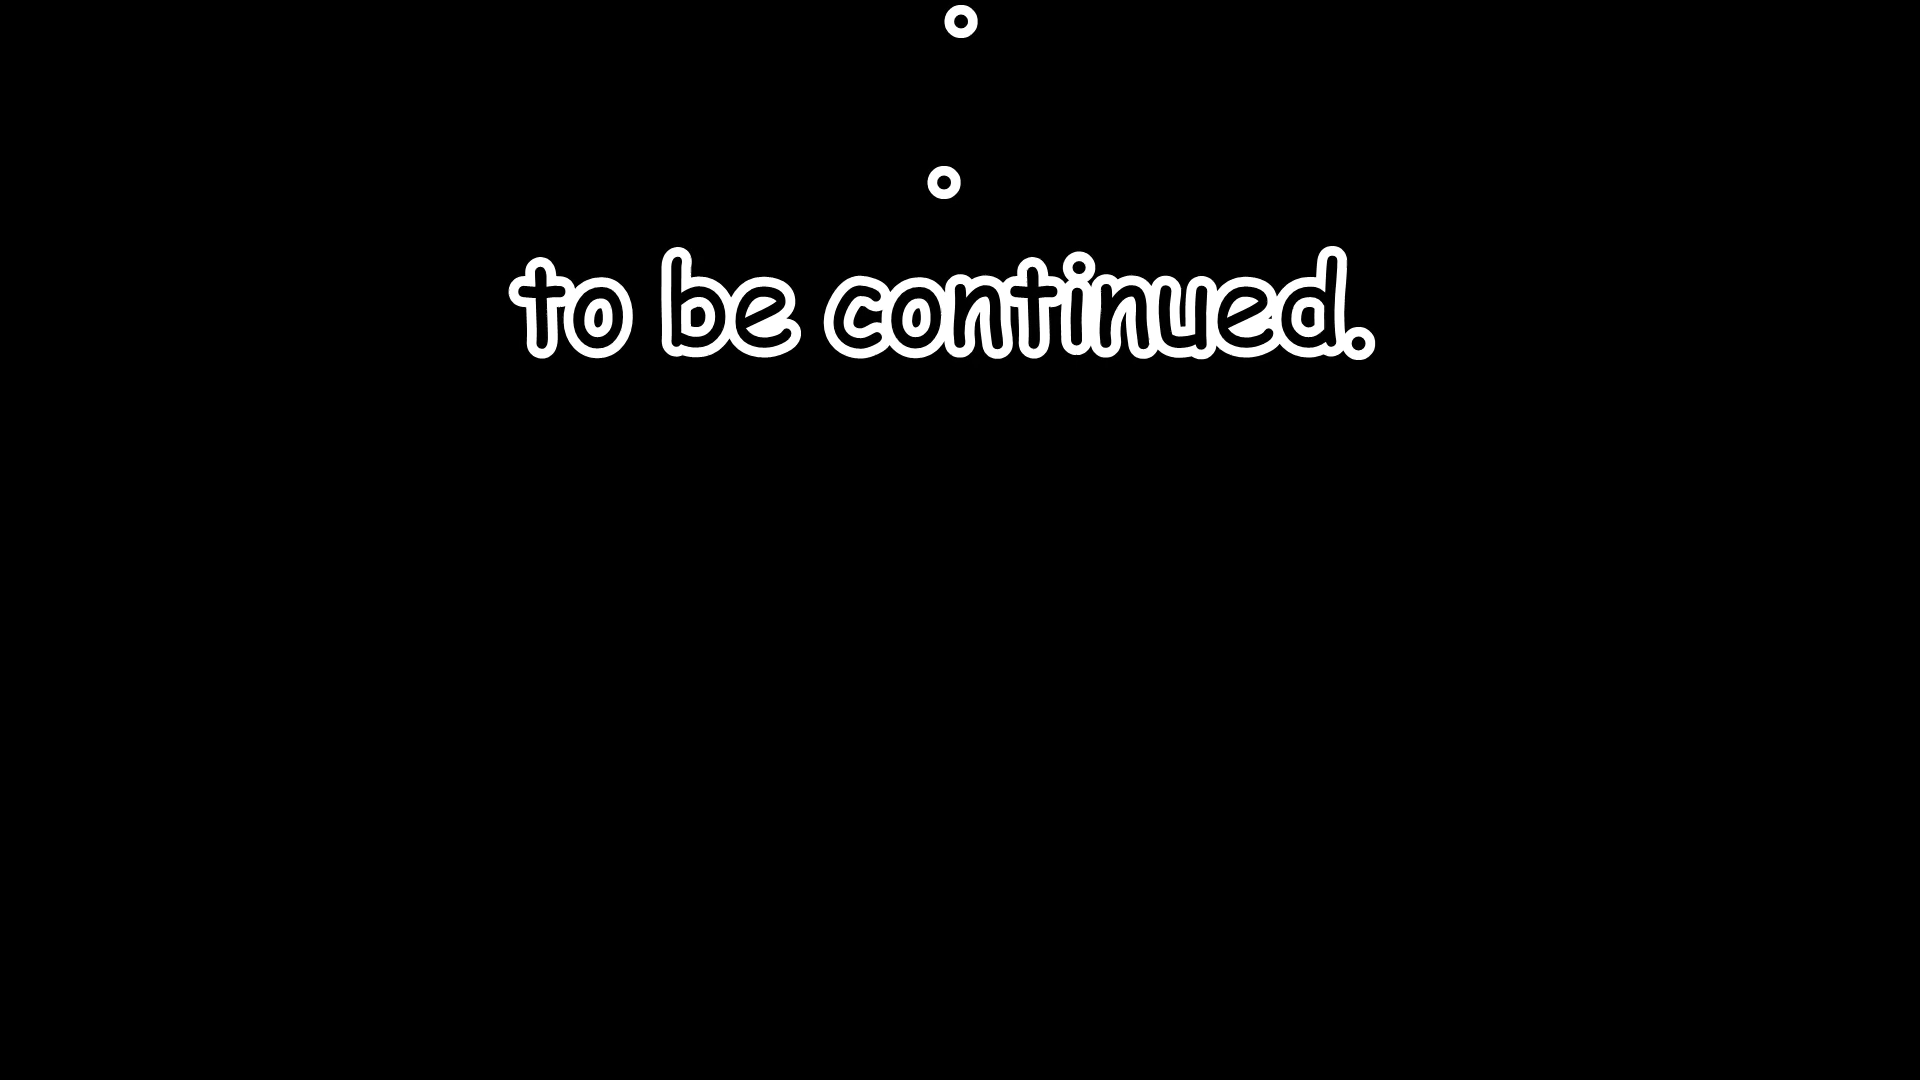 .
.
to be continued.